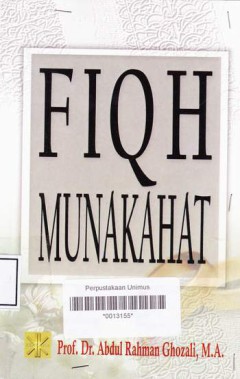 FIQH
MUNAKAHAT
Perpustakaan Unimus
*0013155*
Prof. Dr. Abdul Rahman Ghozali, M.A.